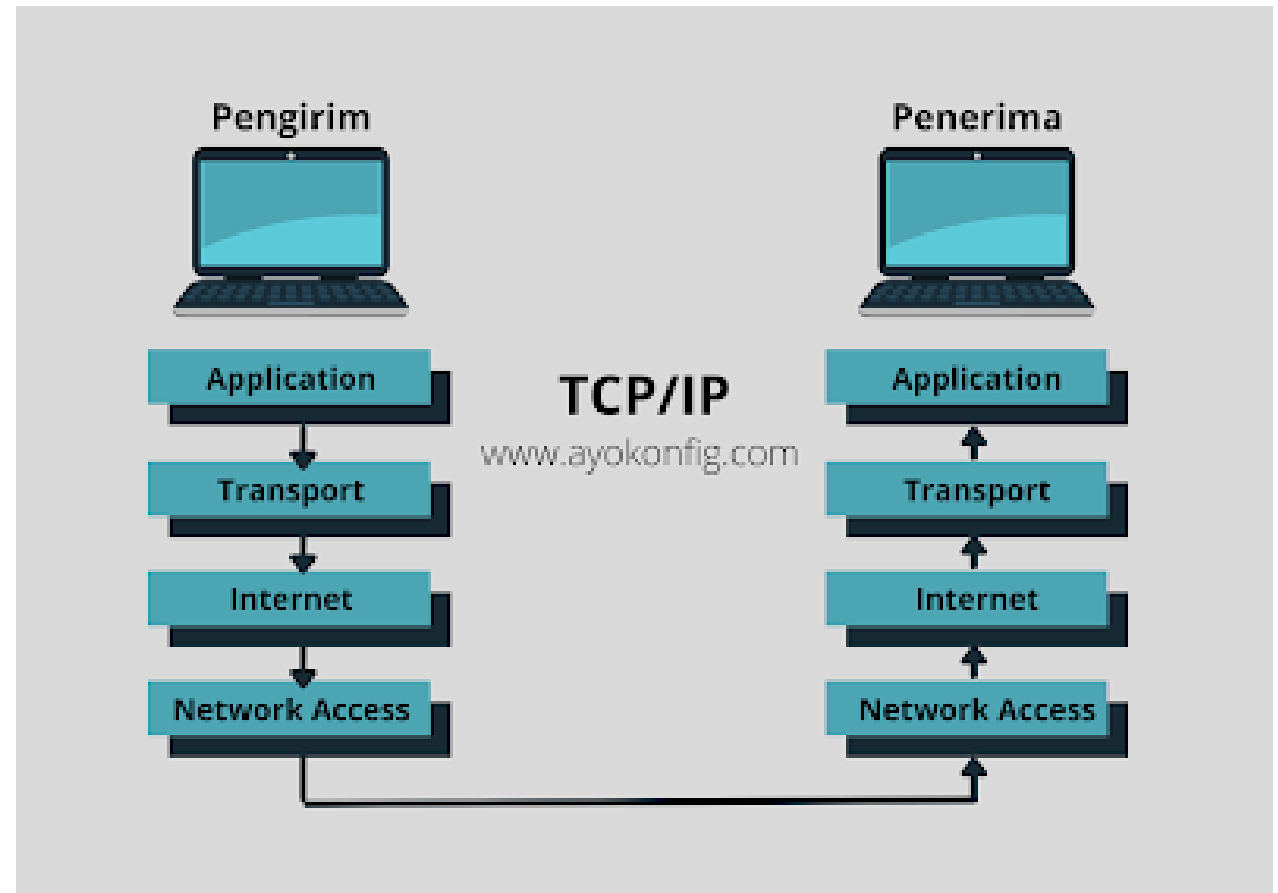 Pengirim
Penerima
Application
Transport
Internet
Network Access
TCP/IP
www.ayokonfig.com
Application
Transport
Internet
Network Access